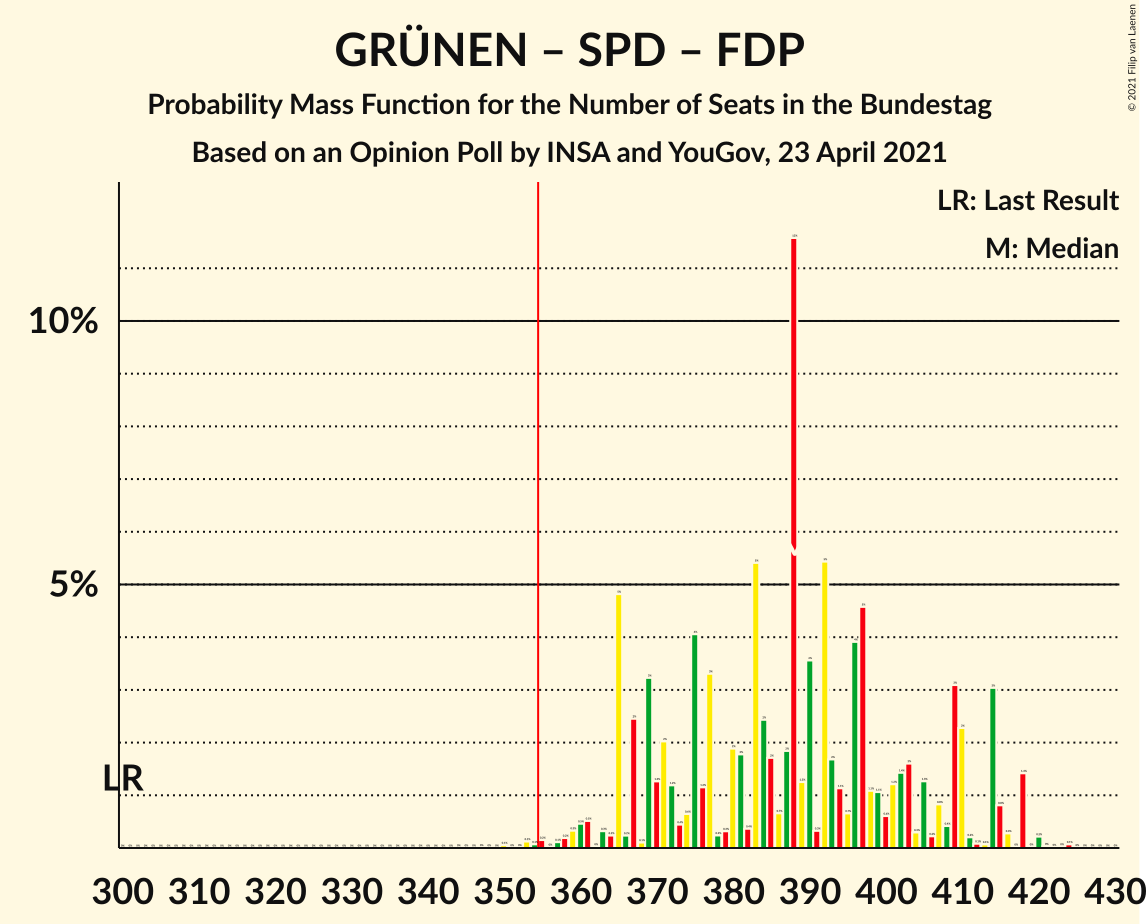 GRÜNEN – SPD – FDP
Probability Mass Function for the Number of Seats in the Bundestag
Based on an Opinion Poll by INSA and YouGov, 23 April 2021
© 2021 Filip van Laenen
LR: Last Result
M: Median
10%
5%
LR
300 310 320 330 340 350 360 370 380 390 400 410 420 430